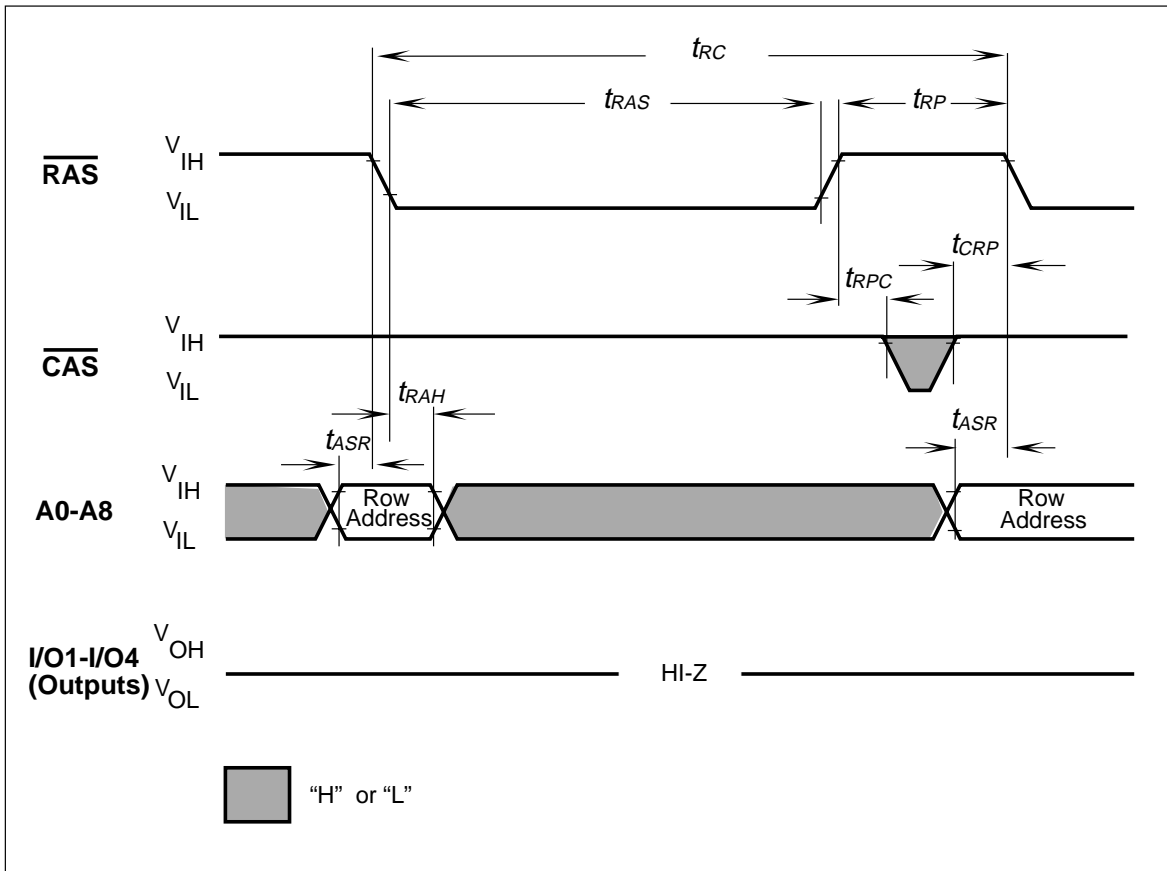 tRC
tRAS
tRP
RAS
VIH
VIL
tCRP
tRPC
CAS
VIH
VIL
tRAH
tASR
tASR
A0-A8
VIH
VIL
Row
Address
Row
Address
I/O1-I/O4
(Outputs)
VOH
VOL
HI-Z
“H” or “L”